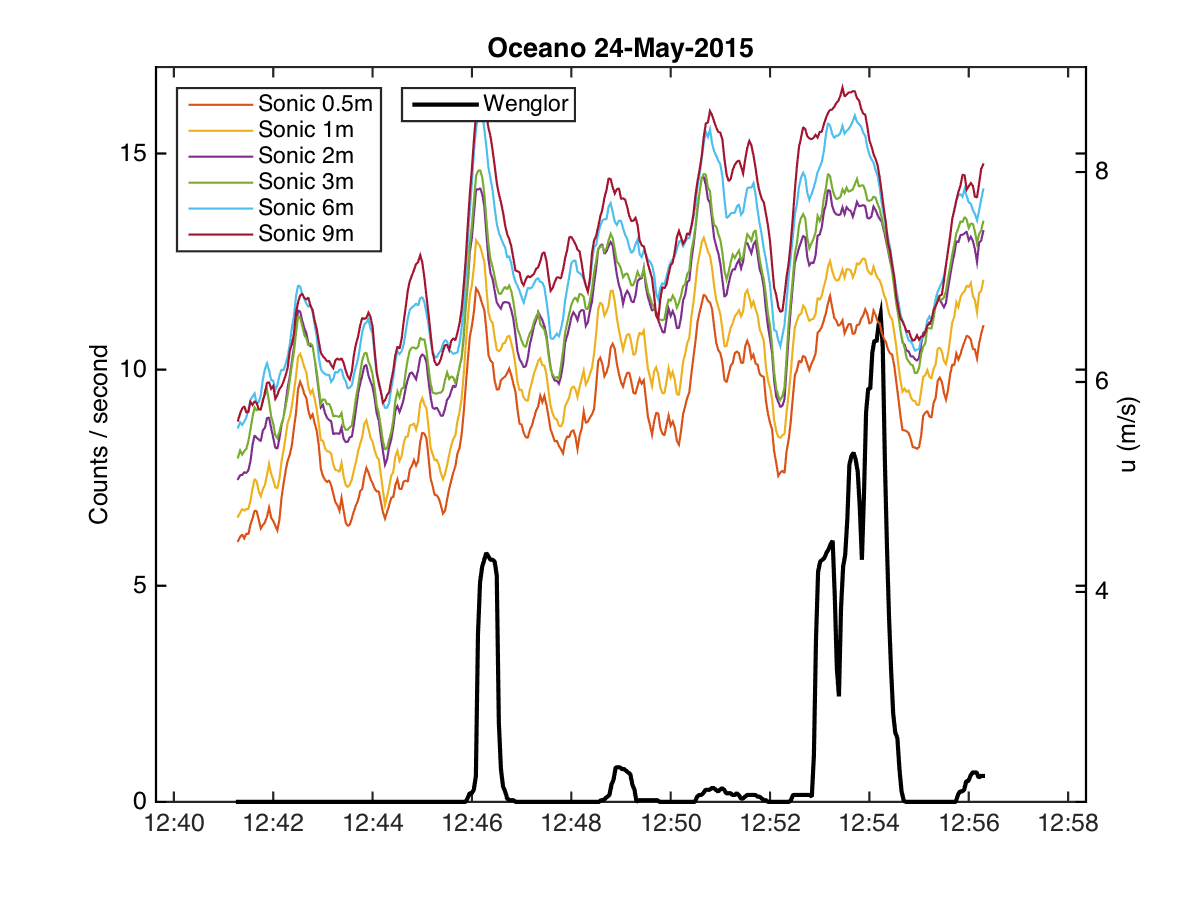 Oceano 24-May-2015
Sonic 0.5m
Sonic 1m
Sonic 2m
Sonic 3m
Sonic 6m
Sonic 9m
Wenglor
Counts / second
15
10
5
0
8
6
4
u (m/s)
12:40 12:42 12:44 12:46 12:48 12:50 12:52 12:54 12:56 12:58